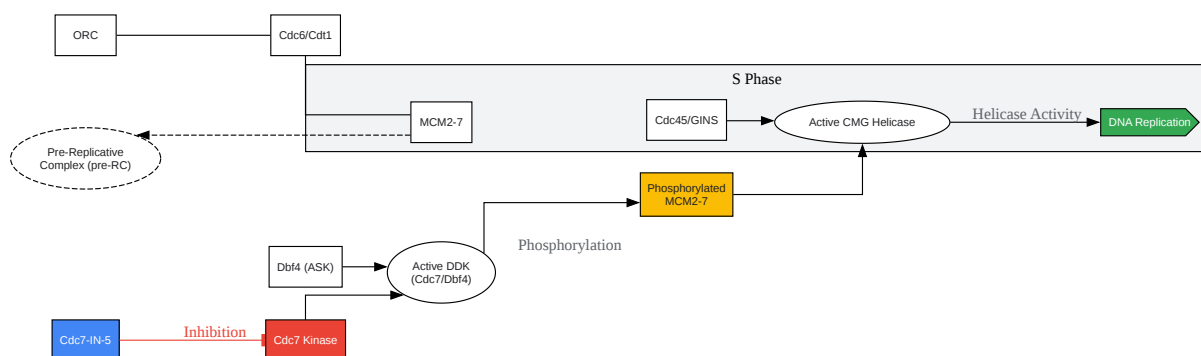 ORC
Cdc6/Cdt1
S Phase
MCM2-7
Cdc45/GINS
Active CMG Helicase
Helicase Activity
DNA Replication
Pre-Replicative
Complex (pre-RC)
Phosphorylated
MCM2-7
Phosphorylation
Dbf4 (ASK)
Active DDK
(Cdc7/Dbf4)
Cdc7-IN-5
Inhibition
Cdc7 Kinase